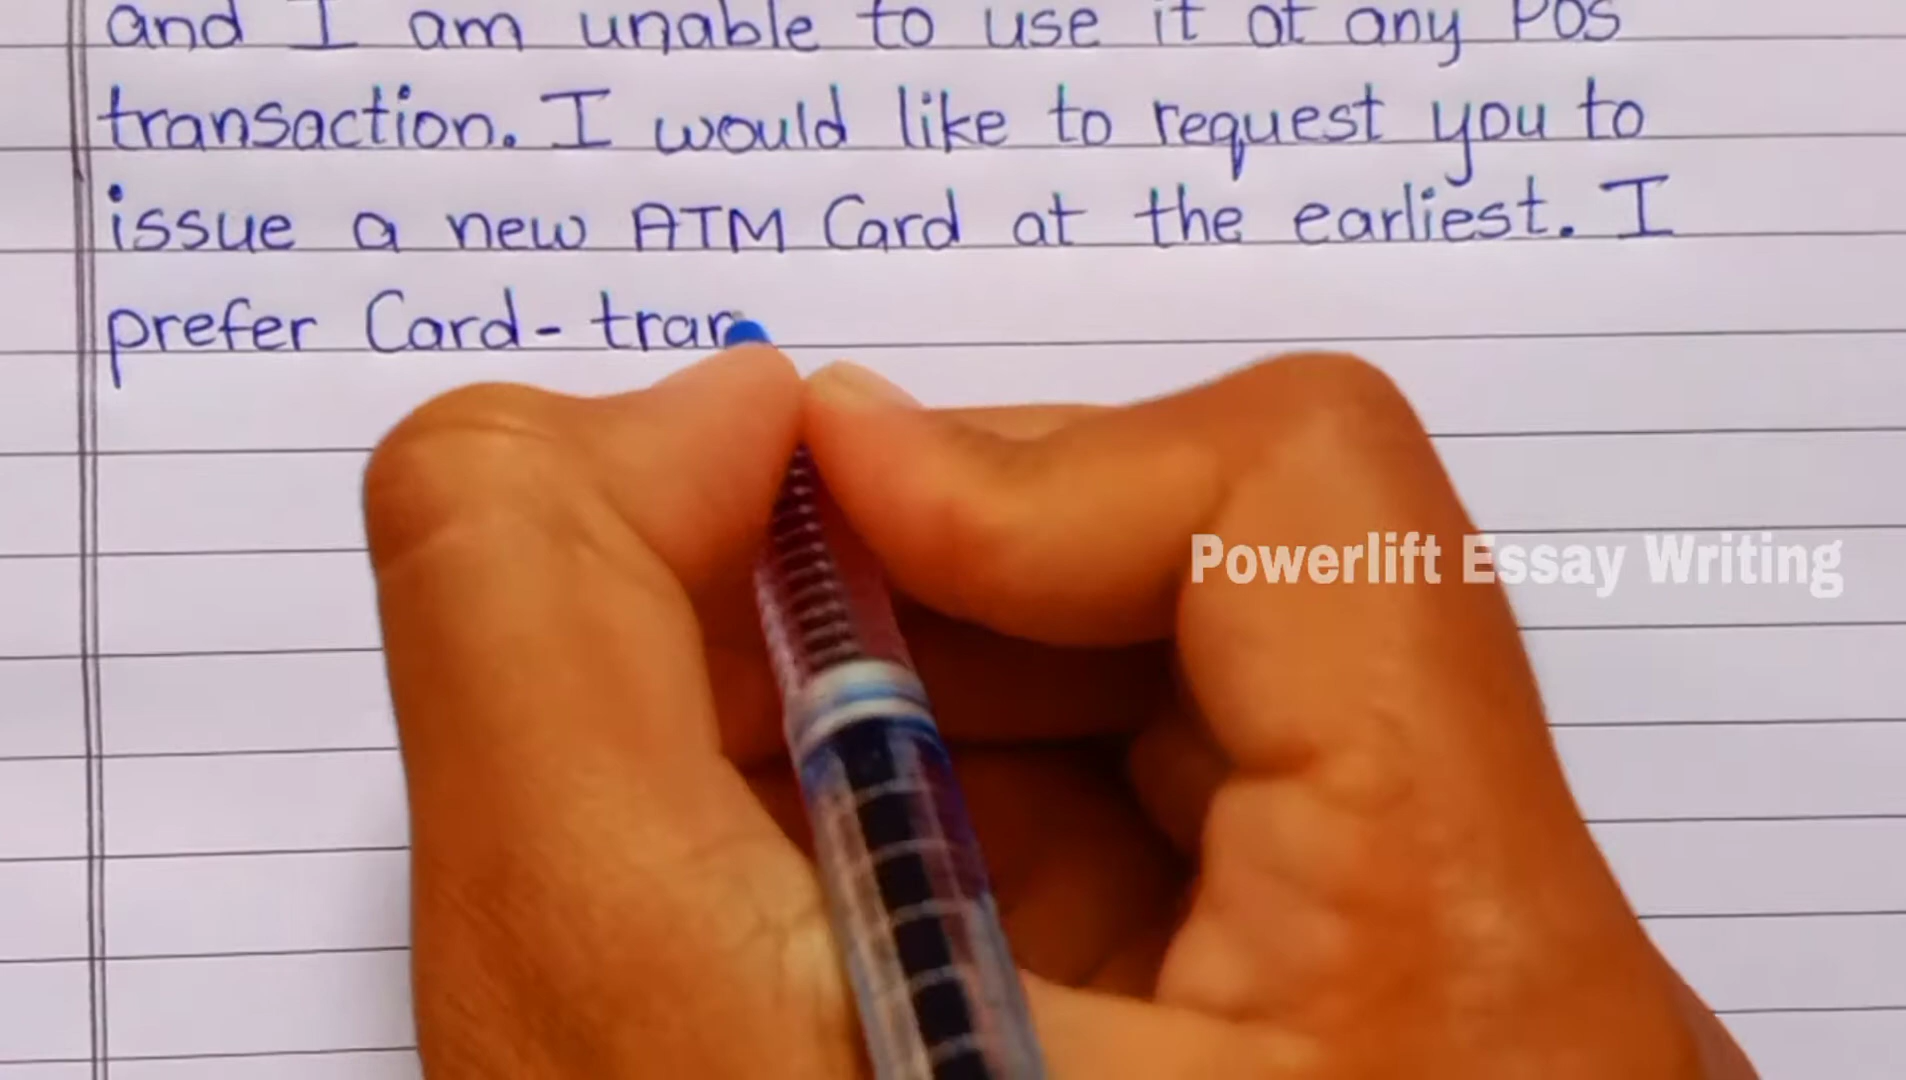 and I am unable to use it at any POS
transaction. I would like to request you to
issue a new ATM Card at the earliest. I
prefer Card-tran
Powerlift Essay Writing